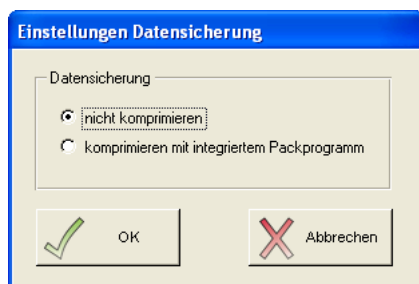 Einstellungen Datensicherung
Datensicherung
nicht komprimieren
komprimieren mit integriertem Packprogramm
OK
Abbrechen